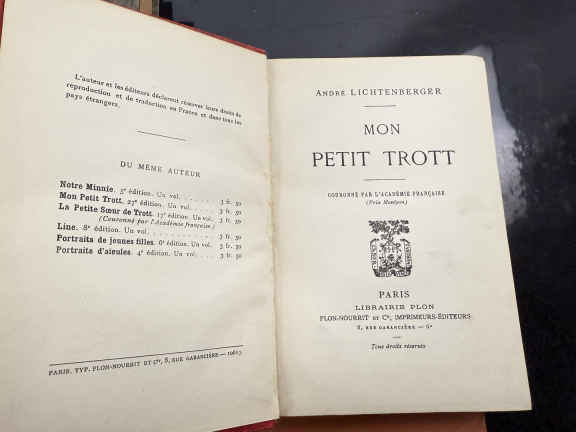 L'auteur et les éditeurs déclarent réserver leurs droits de
reproduction et de traduction en France et dans tous les
pays étrangers.
DU MÊME AUTEUR
Notre Minnie. 5e édition. Un vol. . . . . . . . . . 3 fr. 50
Mon Petit Trott. 27e édition. Un vol. . . . . . . . 3 fr. 50
La Petite Sœur de Trott. 17e édition. Un vol. . . . 3 fr. 50
(Couronné par l'Académie française.)
Line. 8e édition. Un vol. . . . . . . . . . . . . . 3 fr. 50
Portraits de jeunes filles. 6e édition. Un vol. . . 3 fr. 50
Portraits d'aïeules. 4e édition. Un vol. . . . . . 3 fr. 50
PARIS. TYP. PLON-NOURRIT ET Cie, 8, RUE GARANCIÈRE. — 19603
ANDRÉ LICHTENBERGER
MON
PETIT TROTT
COURONNÉ PAR L'ACADÉMIE FRANÇAISE
(Prix Montyon)
PARIS
LIBRAIRIE PLON
PLON-NOURRIT ET Cie, IMPRIMEURS-ÉDITEURS
8, RUE GARANCIÈRE — 6e
Tous droits réservés